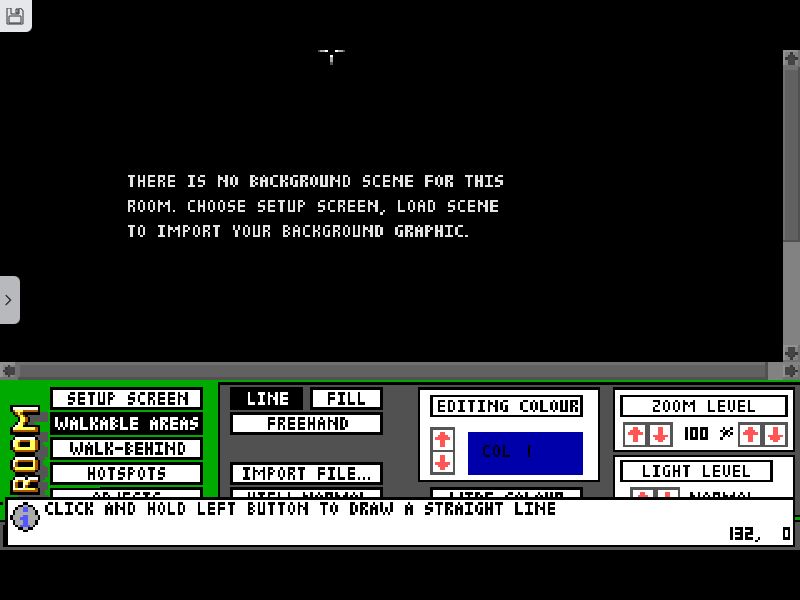 THERE IS NO BACKGROUND SCENE FOR THIS
ROOM. CHOOSE SETUP SCREEN, LOAD SCENE
TO IMPORT YOUR BACKGROUND GRAPHIC.
ROOM
SETUP SCREEN
WALKABLE AREAS
WALK-BEHIND
HOTSPOTS
OBJECTS
LINE
FILL
FREEHAND
IMPORT FILE...
EDITING COLOUR
COL 1
ZOOM LEVEL
100 %
LIGHT LEVEL
NORMAL
CLICK AND HOLD LEFT BUTTON TO DRAW A STRAIGHT LINE
132, 0